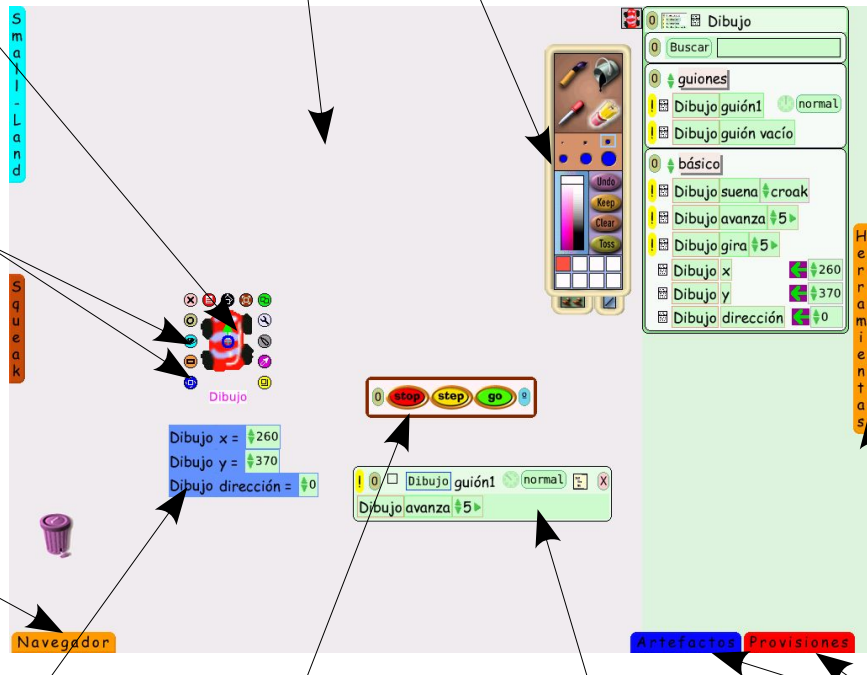 Small-Land
Squeak
Undo
Keep
Clear
Toss
0 Dibujo
0 Buscar
0 guiones
! Dibujo guión1 normal
! Dibujo guión vacío
0 básico
! Dibujo suena croak
! Dibujo avanza 5
! Dibujo gira 5
Dibujo x 260
Dibujo y 370
Dibujo dirección 0
Herramientas
Dibujo
0 stop step go
Dibujo x = 260
Dibujo y = 370
Dibujo dirección = 0
! 0 Dibujo guión1 normal X
Dibujo avanza 5
Navegador
Artefactos
Provisiones